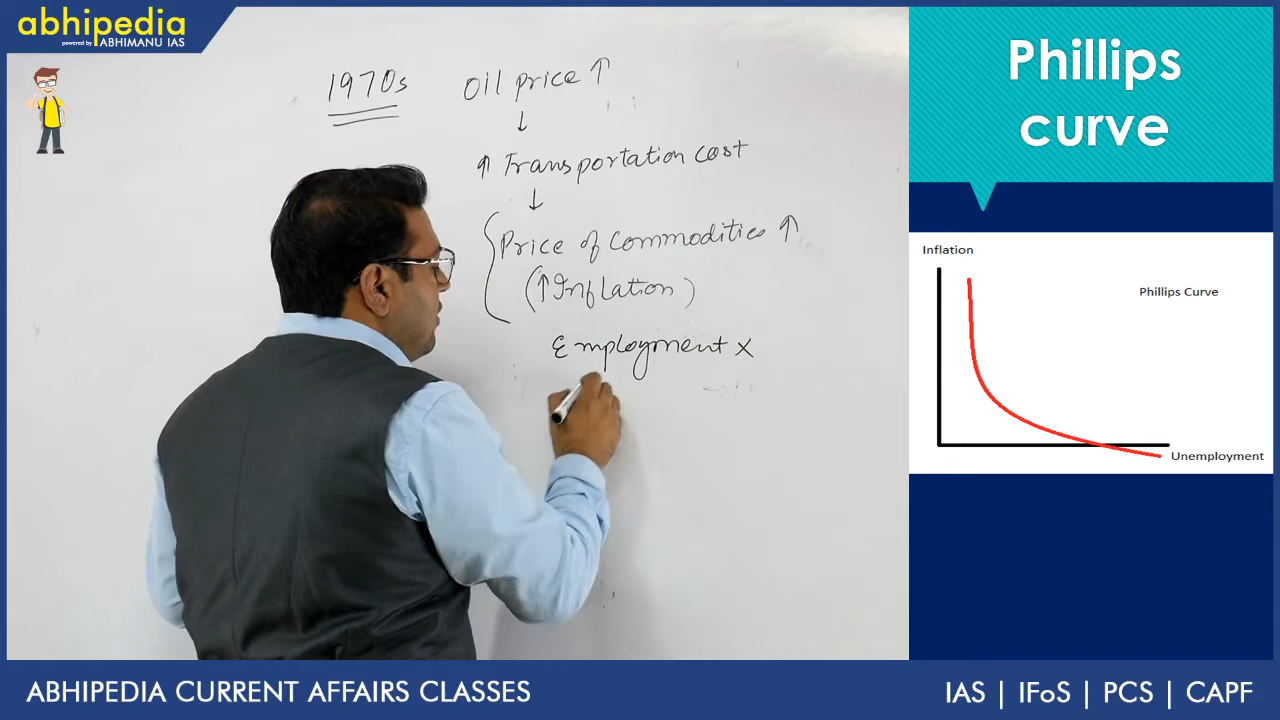 abhipedia
powered by ABHIMANU IAS
1970s
Oil price ↑
↓
↑ Transportation cost
↓
Price of Commodities ↑
(↑Inflation)
Employment x
Phillips
curve
Inflation
Phillips Curve
Unemployment
ABHIPEDIA CURRENT AFFAIRS CLASSES
IAS | IFoS | PCS | CAPF